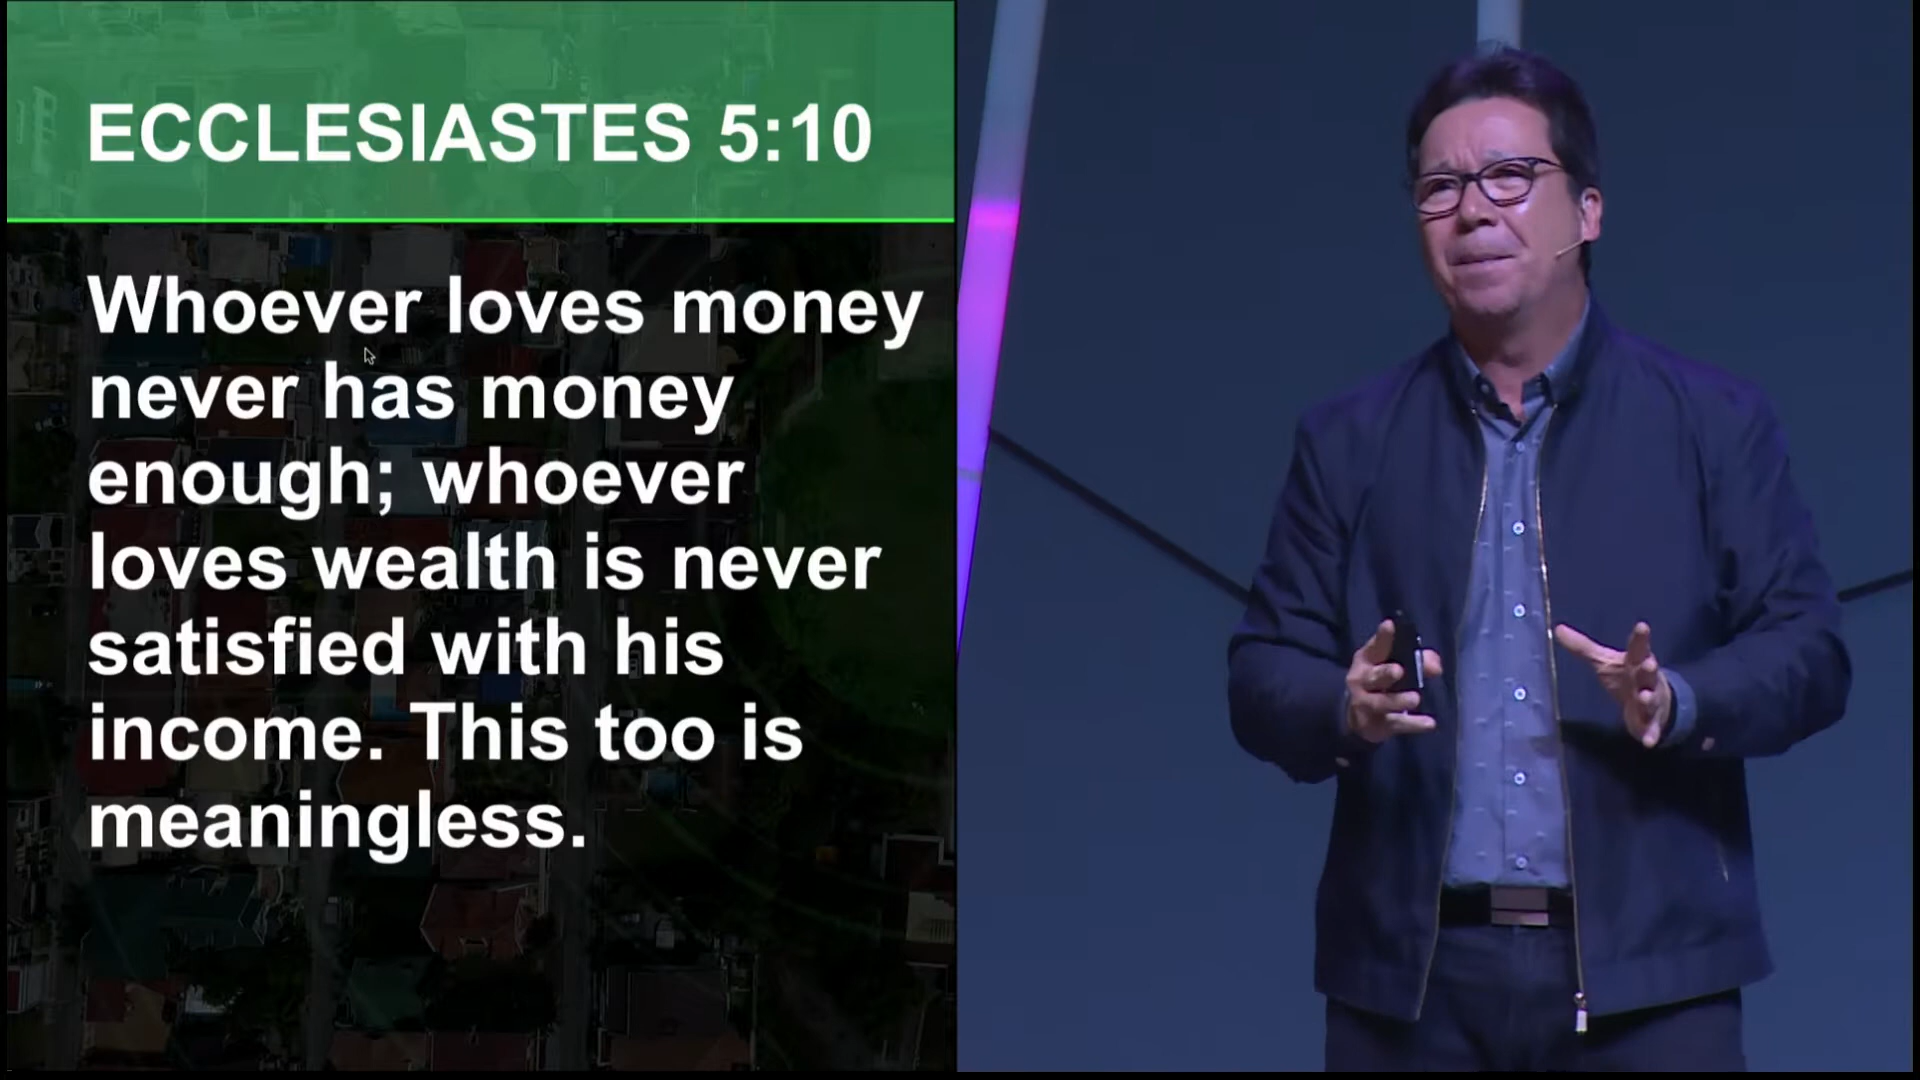 ECCLESIASTES 5:10
Whoever loves money
never has money
enough; whoever
loves wealth is never
satisfied with his
income. This too is
meaningless.